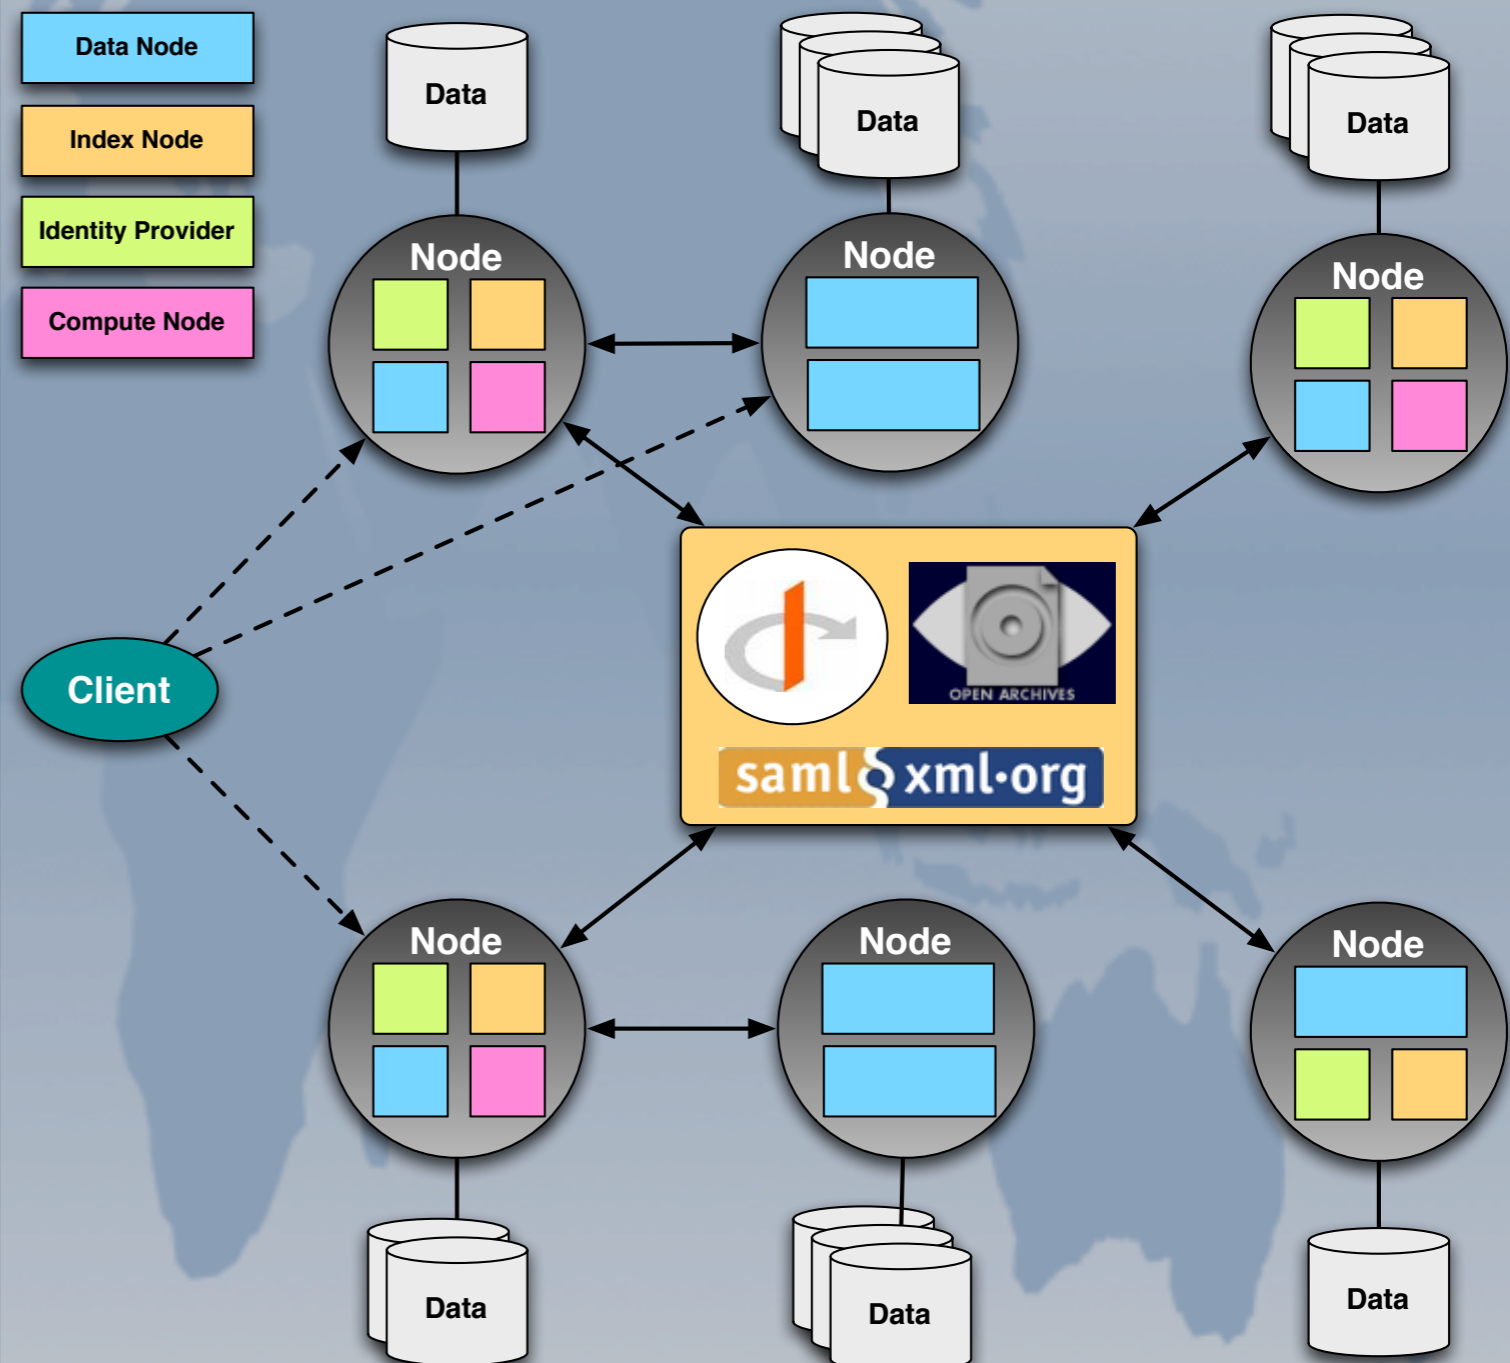 Data Node
Index Node
Identity Provider
Compute Node
Data
Data
Data
Node
Node
Node
Client
OPEN ARCHIVES
saml xml·org
Node
Node
Node
Data
Data
Data